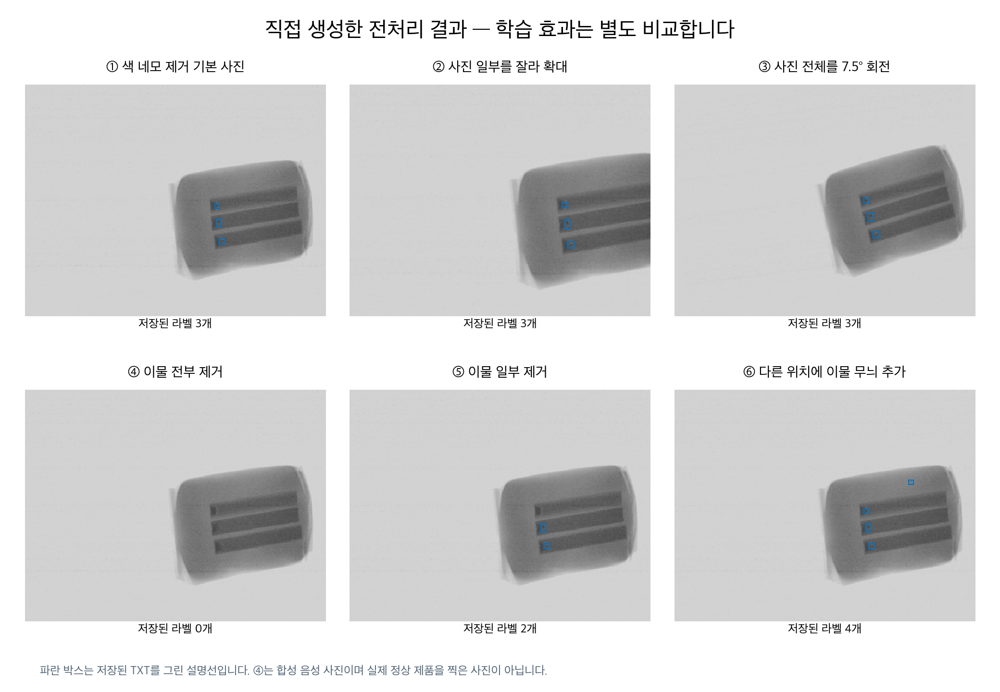 직접 생성한 전처리 결과 — 학습 효과는 별도 비교합니다
① 색 네모 제거 기본 사진
② 사진 일부를 잘라 확대
③ 사진 전체를 7.5° 회전
저장된 라벨 3개
저장된 라벨 3개
저장된 라벨 3개
④ 이물 전부 제거
⑤ 이물 일부 제거
⑥ 다른 위치에 이물 무늬 추가
저장된 라벨 0개
저장된 라벨 2개
저장된 라벨 4개
파란 박스는 저장된 TXT를 그린 설명선입니다. ④는 합성 음성 사진이며 실제 정상 제품을 찍은 사진이 아닙니다.